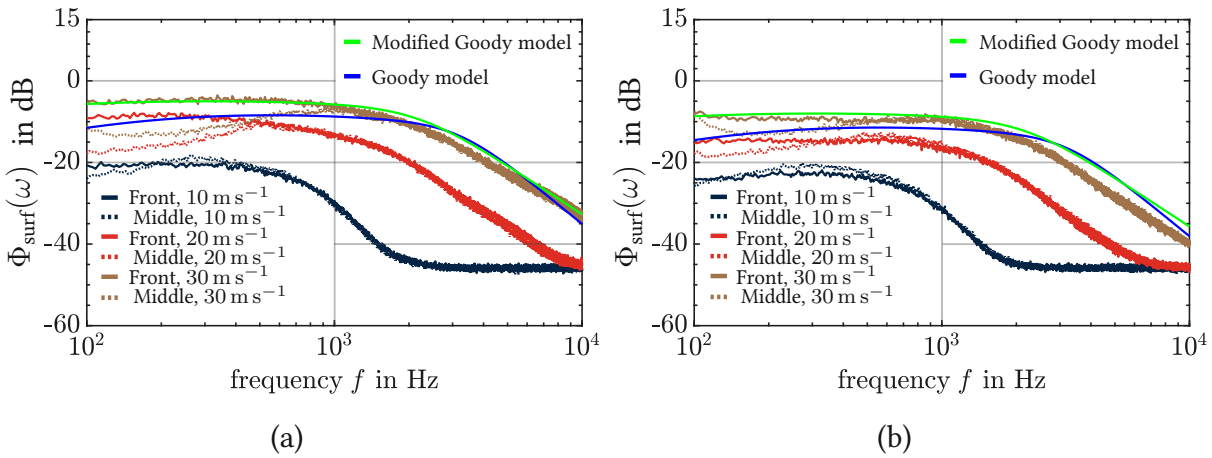 15
0
-20
-40
-60
Φsurf(ω) in dB
Modified Goody model
Goody model
Front, 10 m s⁻¹
Middle, 10 m s⁻¹
Front, 20 m s⁻¹
Middle, 20 m s⁻¹
Front, 30 m s⁻¹
Middle, 30 m s⁻¹
10²
10³
10⁴
frequency f in Hz
(a)
15
0
-20
-40
-60
Φsurf(ω) in dB
Modified Goody model
Goody model
Front, 10 m s⁻¹
Middle, 10 m s⁻¹
Front, 20 m s⁻¹
Middle, 20 m s⁻¹
Front, 30 m s⁻¹
Middle, 30 m s⁻¹
10²
10³
10⁴
frequency f in Hz
(b)